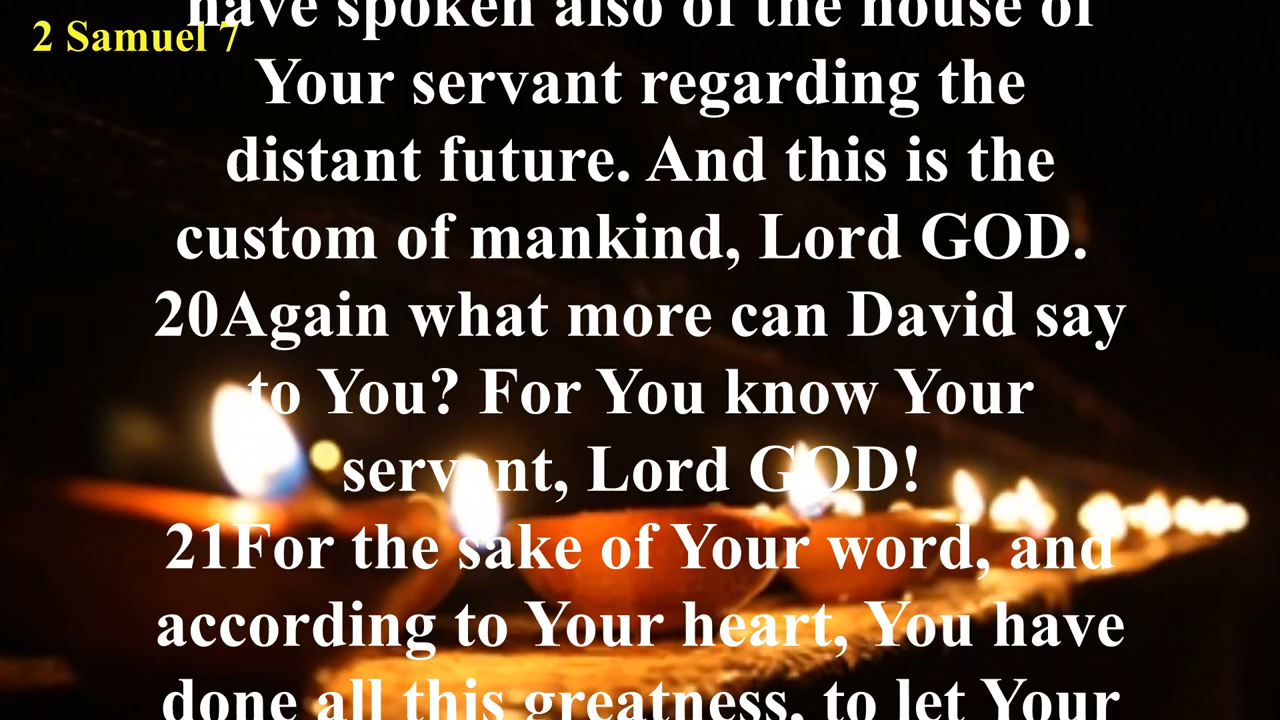 have spoken also of the house of
2 Samuel 7
Your servant regarding the
distant future. And this is the
custom of mankind, Lord GOD.
20Again what more can David say
to You? For You know Your
servant, Lord GOD!
21For the sake of Your word, and
according to Your heart, You have
done all this greatness, to let Your